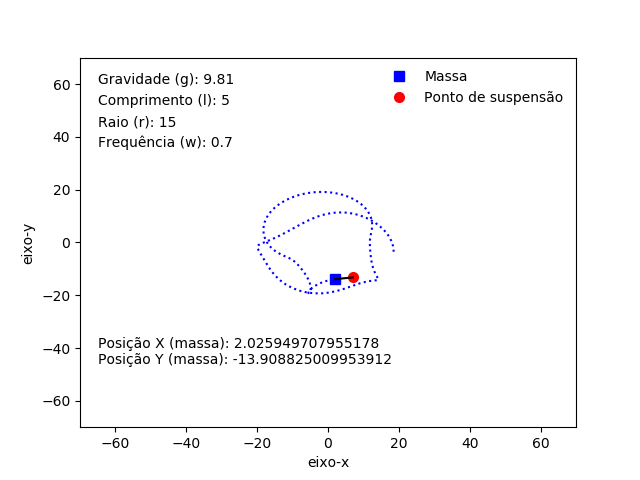 Gravidade (g): 9.81
Comprimento (l): 5
Raio (r): 15
Frequência (w): 0.7
Massa
Ponto de suspensão
Posição X (massa): 2.025949707955178
Posição Y (massa): -13.908825009953912
eixo-y
60
40
20
0
−20
−40
−60
−60
−40
−20
0
20
40
60
eixo-x